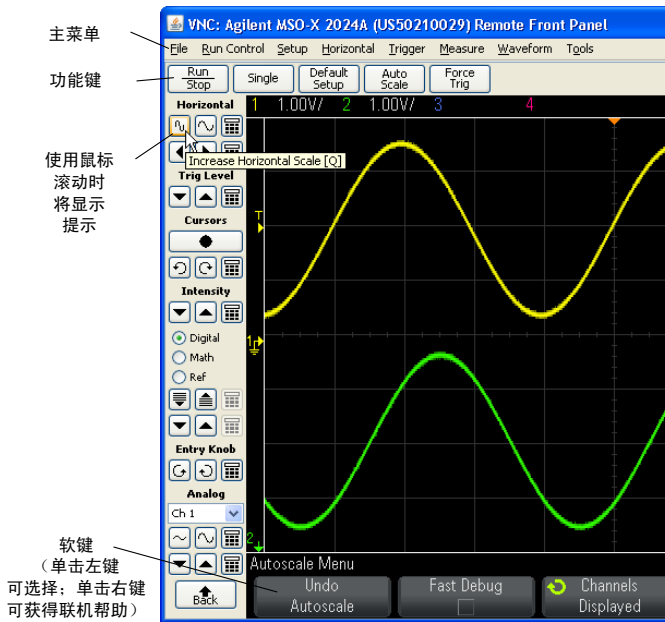 VNC: Agilent MSO-X 2024A (US50210029) Remote Front Panel
主菜单
File Run Control Setup Horizontal Trigger Measure Waveform Tools
功能键
Run Stop
Single
Default Setup
Auto Scale
Force Trig
Horizontal
1 1.00V/ 2 1.00V/ 3 4
使用鼠标
滚动时
将显示
提示
Increase Horizontal Scale [Q]
Trig Level
T
Cursors
Intensity
Digital
1
Math
Ref
Entry Knob
Analog
Ch 1
2
软键
（单击左键
可选择；单击右键
可获得联机帮助）
Back
Autoscale Menu
Undo
Autoscale
Fast Debug
Channels
Displayed